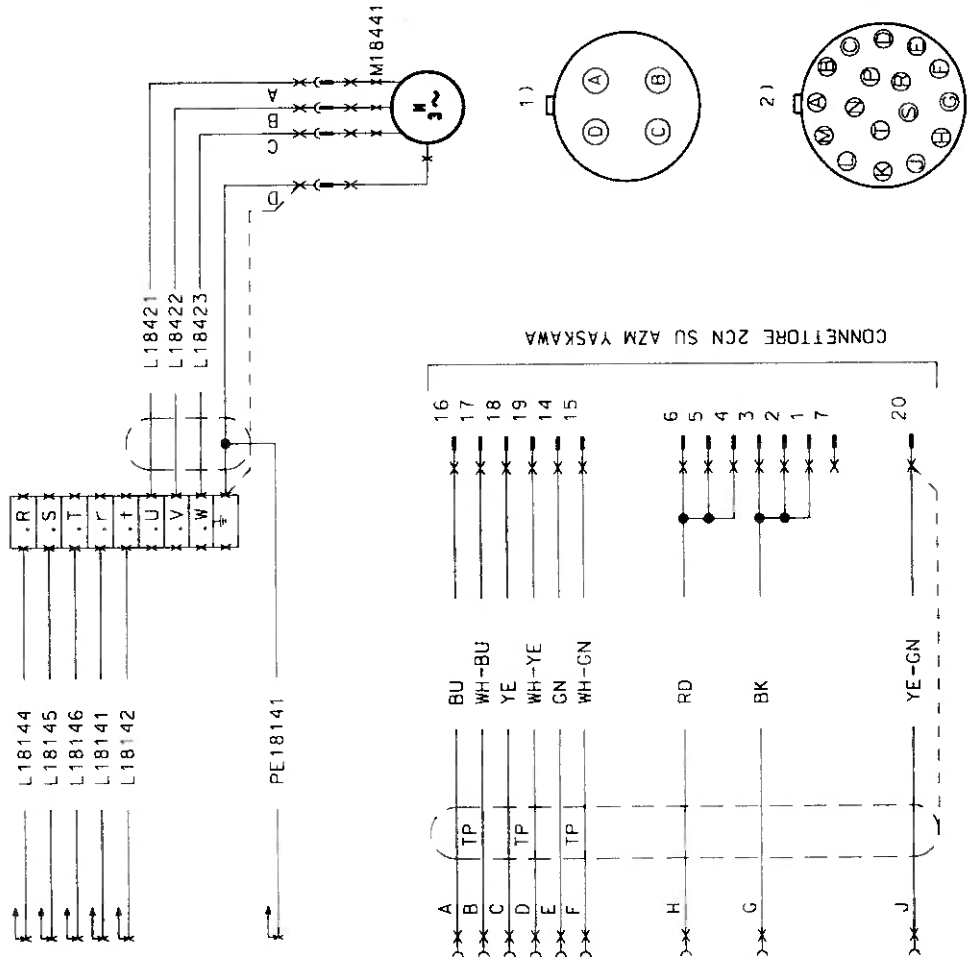 .R
.S
.T
.r
.t
.U
.V
.W
L18144
L18145
L18146
L18141
L18142
PE18141
L18421
L18422
L18423
A
B
C
D
M18441
M
3~
1)
A
B
C
D
2)
A
B
C
D
E
F
G
H
J
K
L
M
N
P
R
S
T
CONNETTORE 2CN SU AZM YASKAWA
A TP BU 16
B WH-BU 17
C TP YE 18
D WH-YE 19
E TP GN 14
F WH-GN 15
H RD 6
5
4
G BK 3
2
1
7
J YE-GN 20